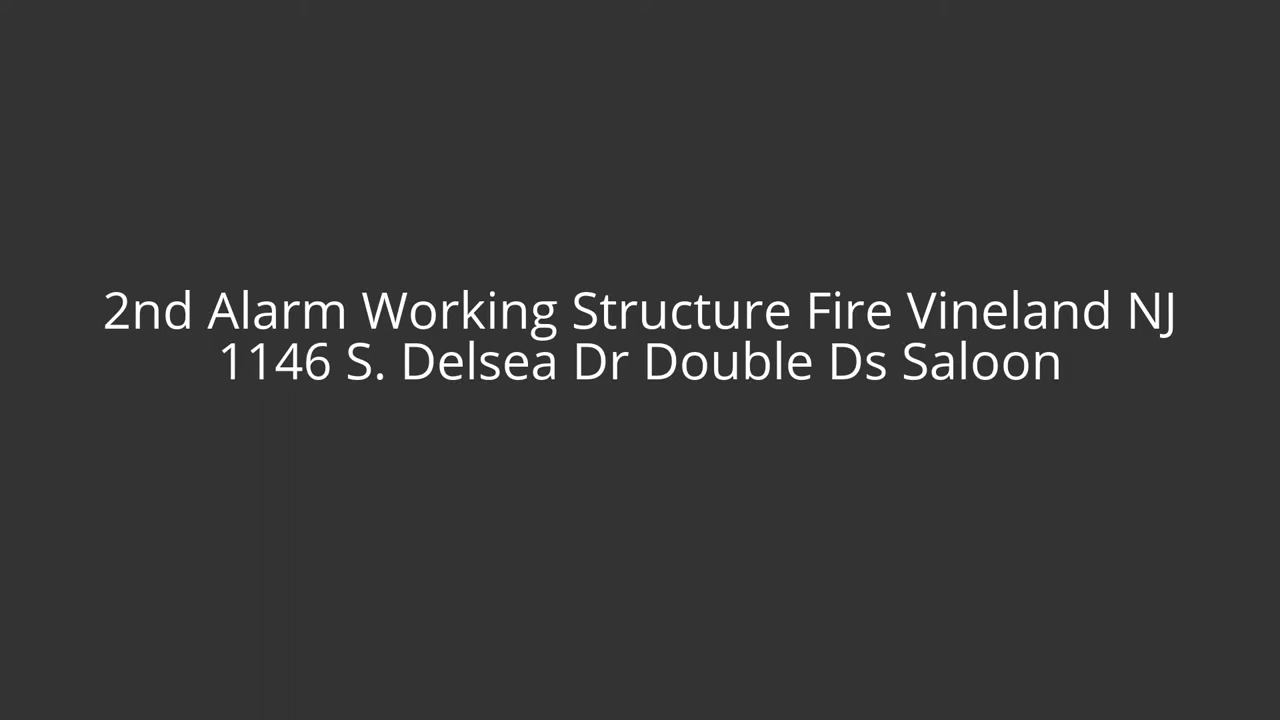 2nd Alarm Working Structure Fire Vineland NJ
1146 S. Delsea Dr Double Ds Saloon